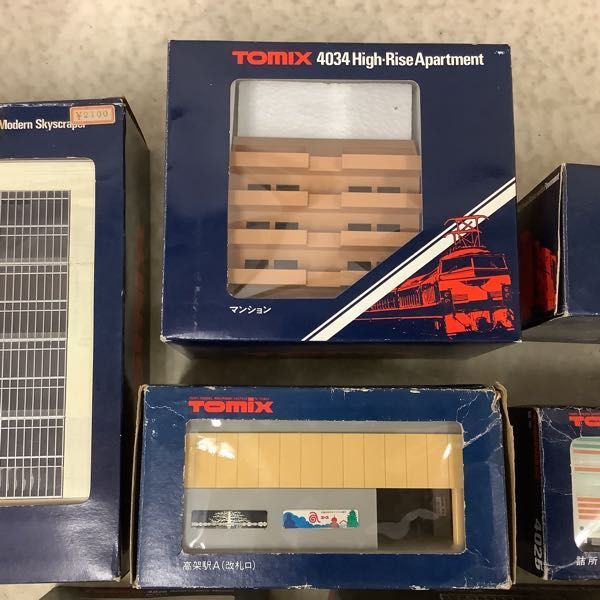 Modern Skyscraper
¥2100
TOMIX 4034 High-Rise Apartment
マンション
TOMIX
高架駅A(改札口)
4026
詰所